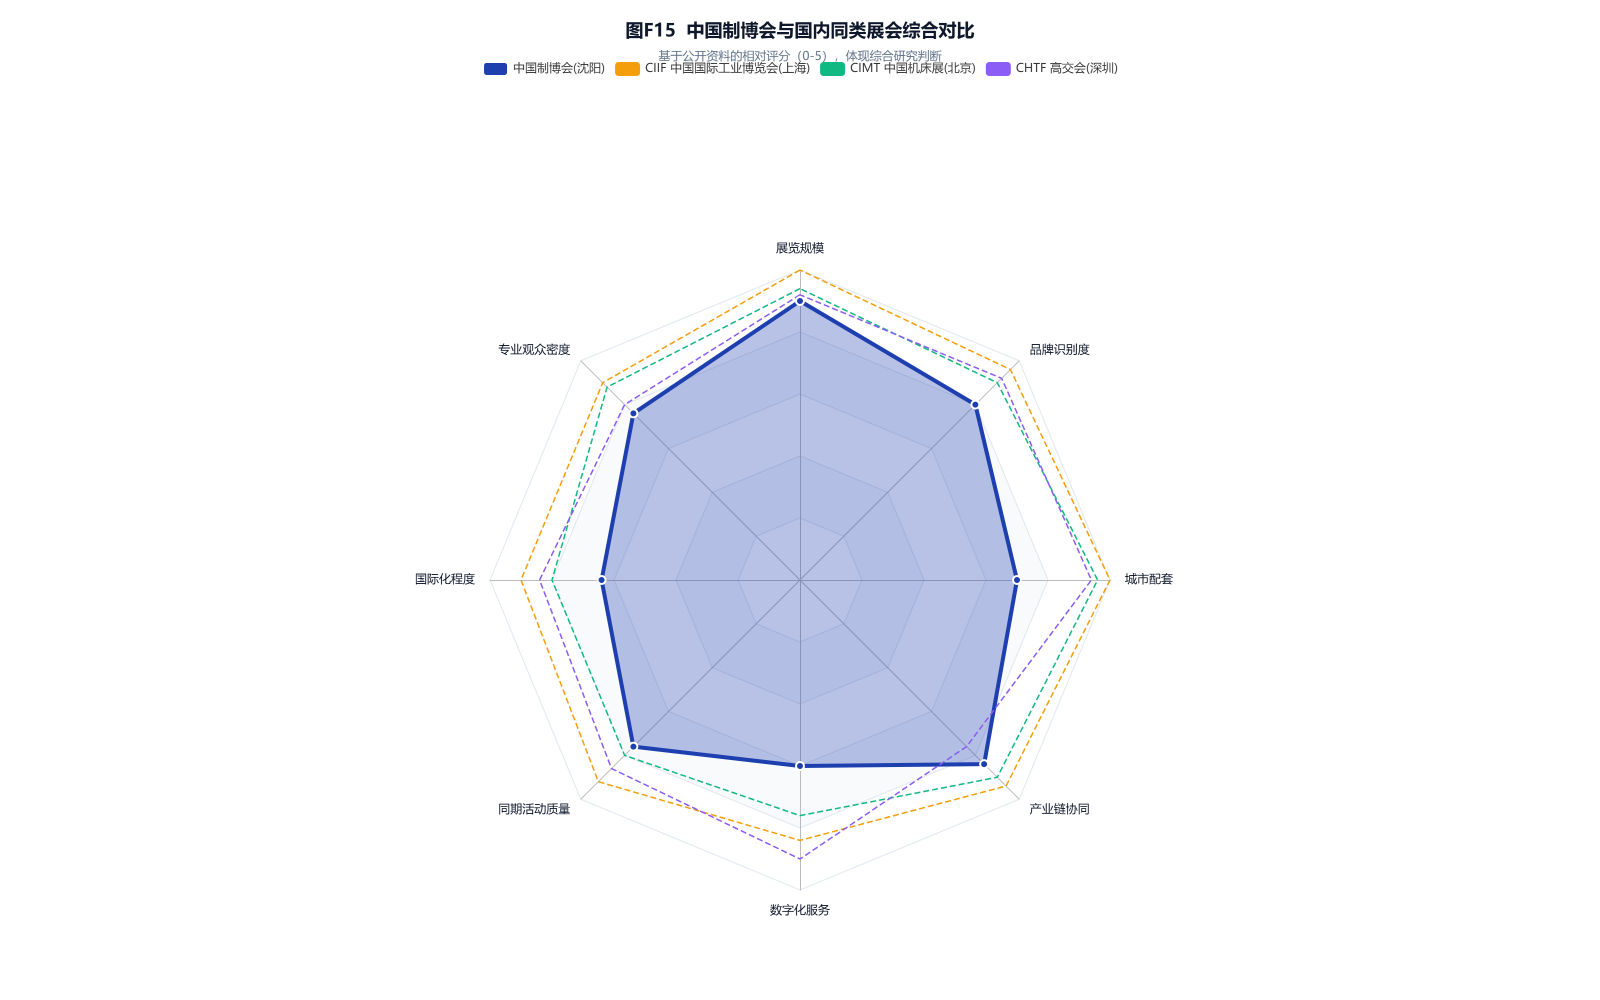 图F15 中国制博会与国内同类展会综合对比
基于公开资料的相对评分（0-5），体现综合研究判断
中国制博会(沈阳) CIIF 中国国际工业博览会(上海) CIMT 中国机床展(北京) CHTF 高交会(深圳)
展览规模
专业观众密度 品牌识别度
国际化程度 城市配套
同期活动质量 产业链协同
数字化服务